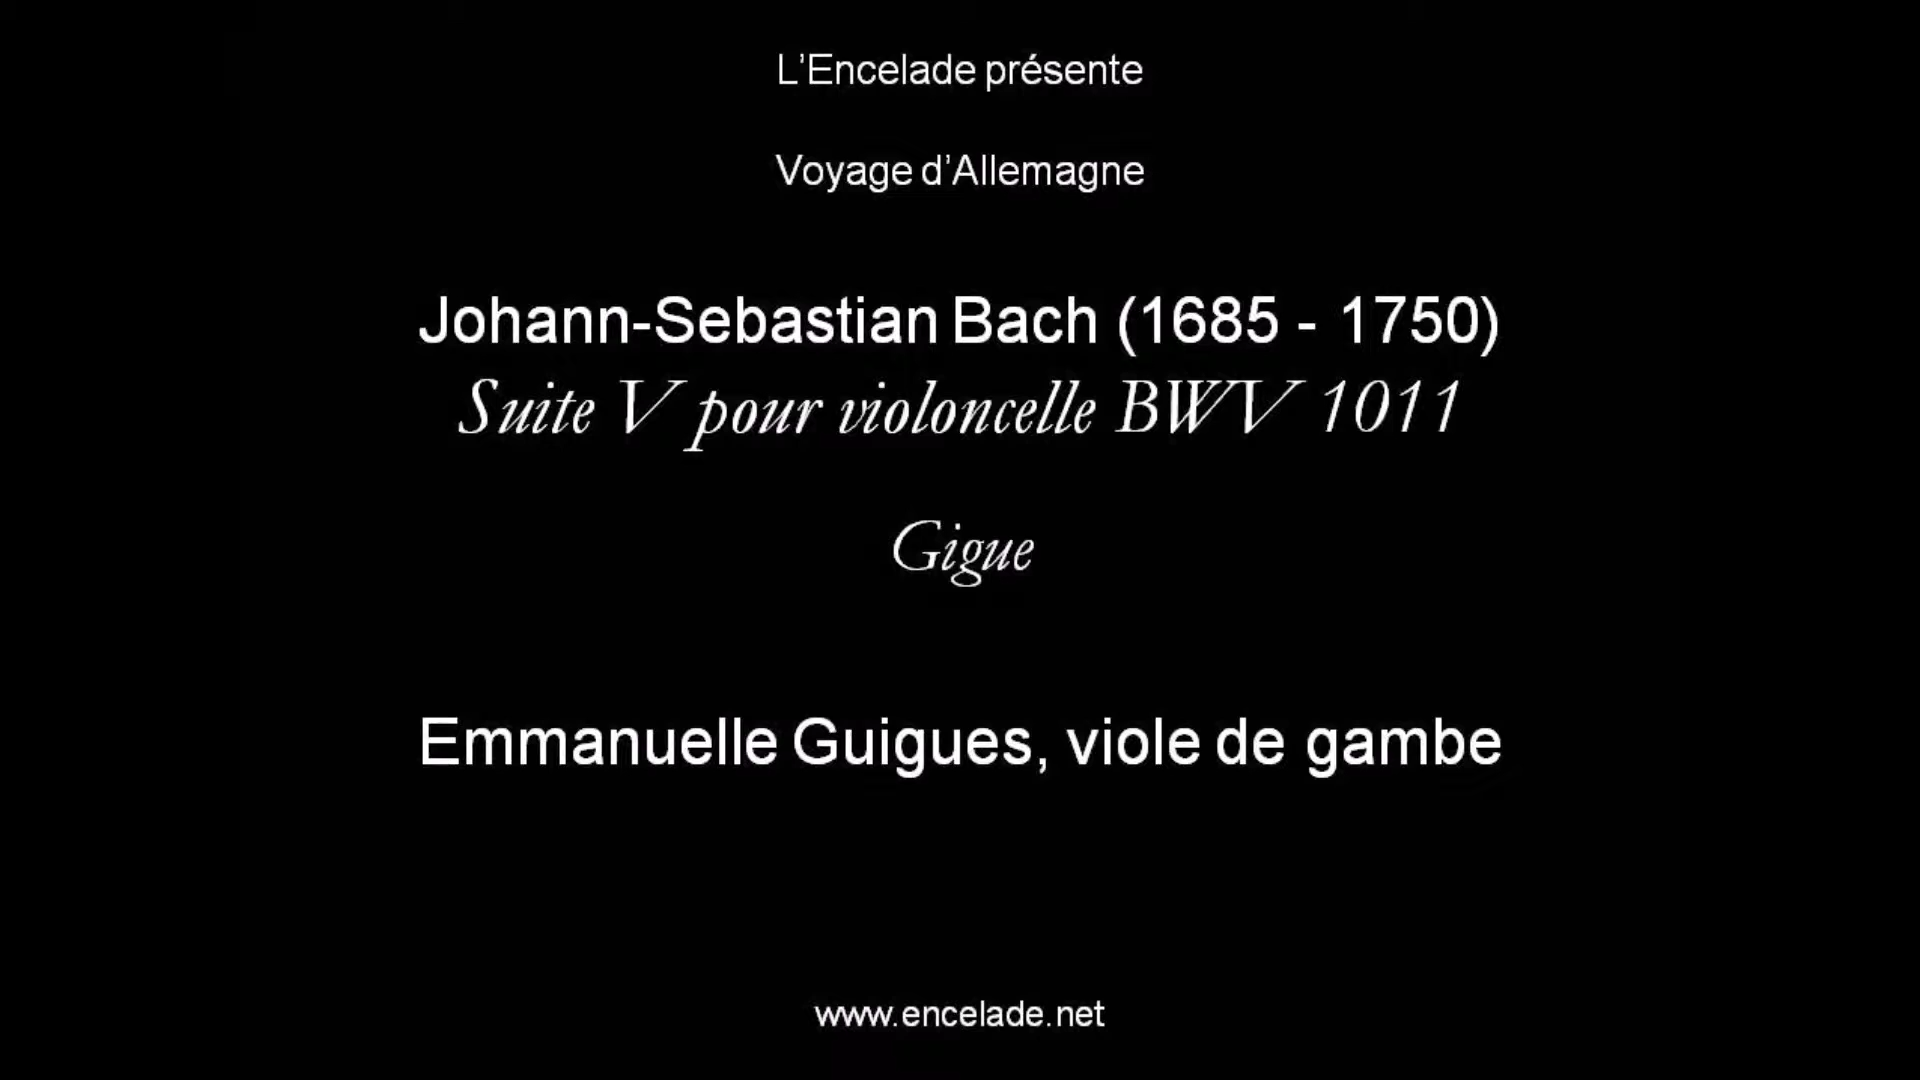 L’Encelade présente
Voyage d’Allemagne
Johann-Sebastian Bach (1685 - 1750)
Suite V pour violoncelle BWV 1011
Gigue
Emmanuelle Guigues, viole de gambe
www.encelade.net